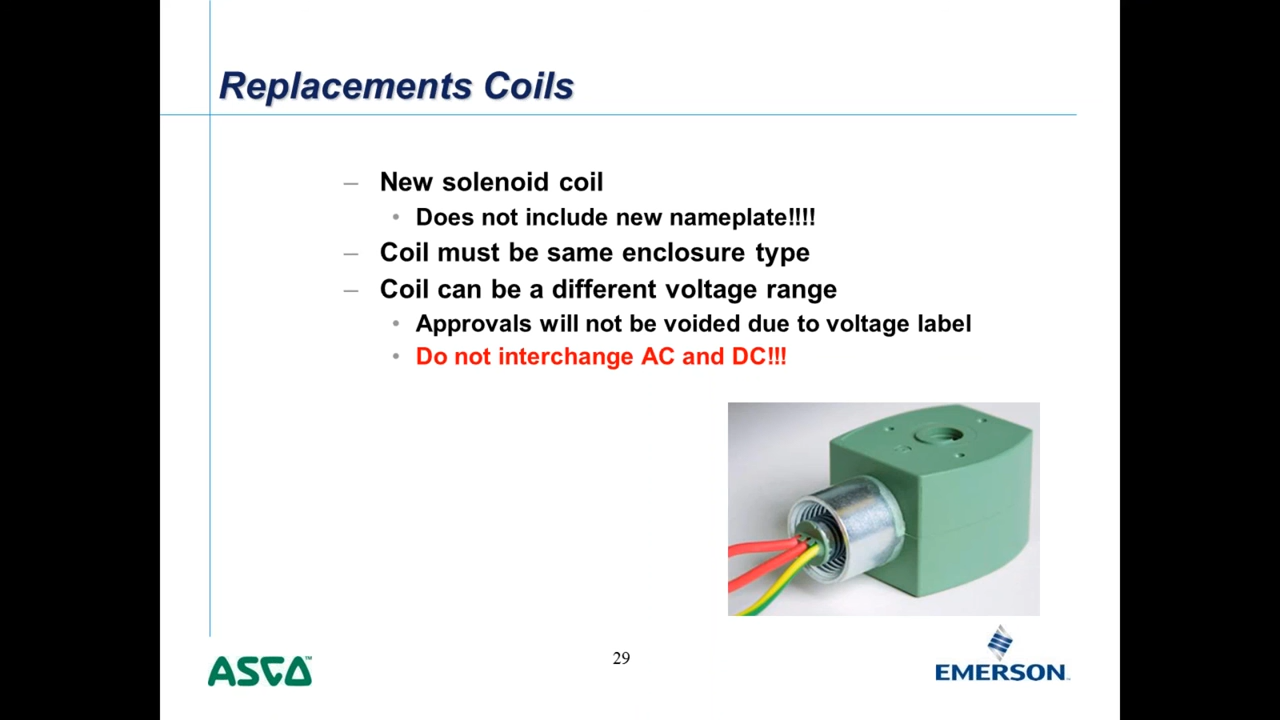 Replacements Coils
– New solenoid coil
• Does not include new nameplate!!!!
– Coil must be same enclosure type
– Coil can be a different voltage range
• Approvals will not be voided due to voltage label
• Do not interchange AC and DC!!!
ASCO™
29
EMERSON™